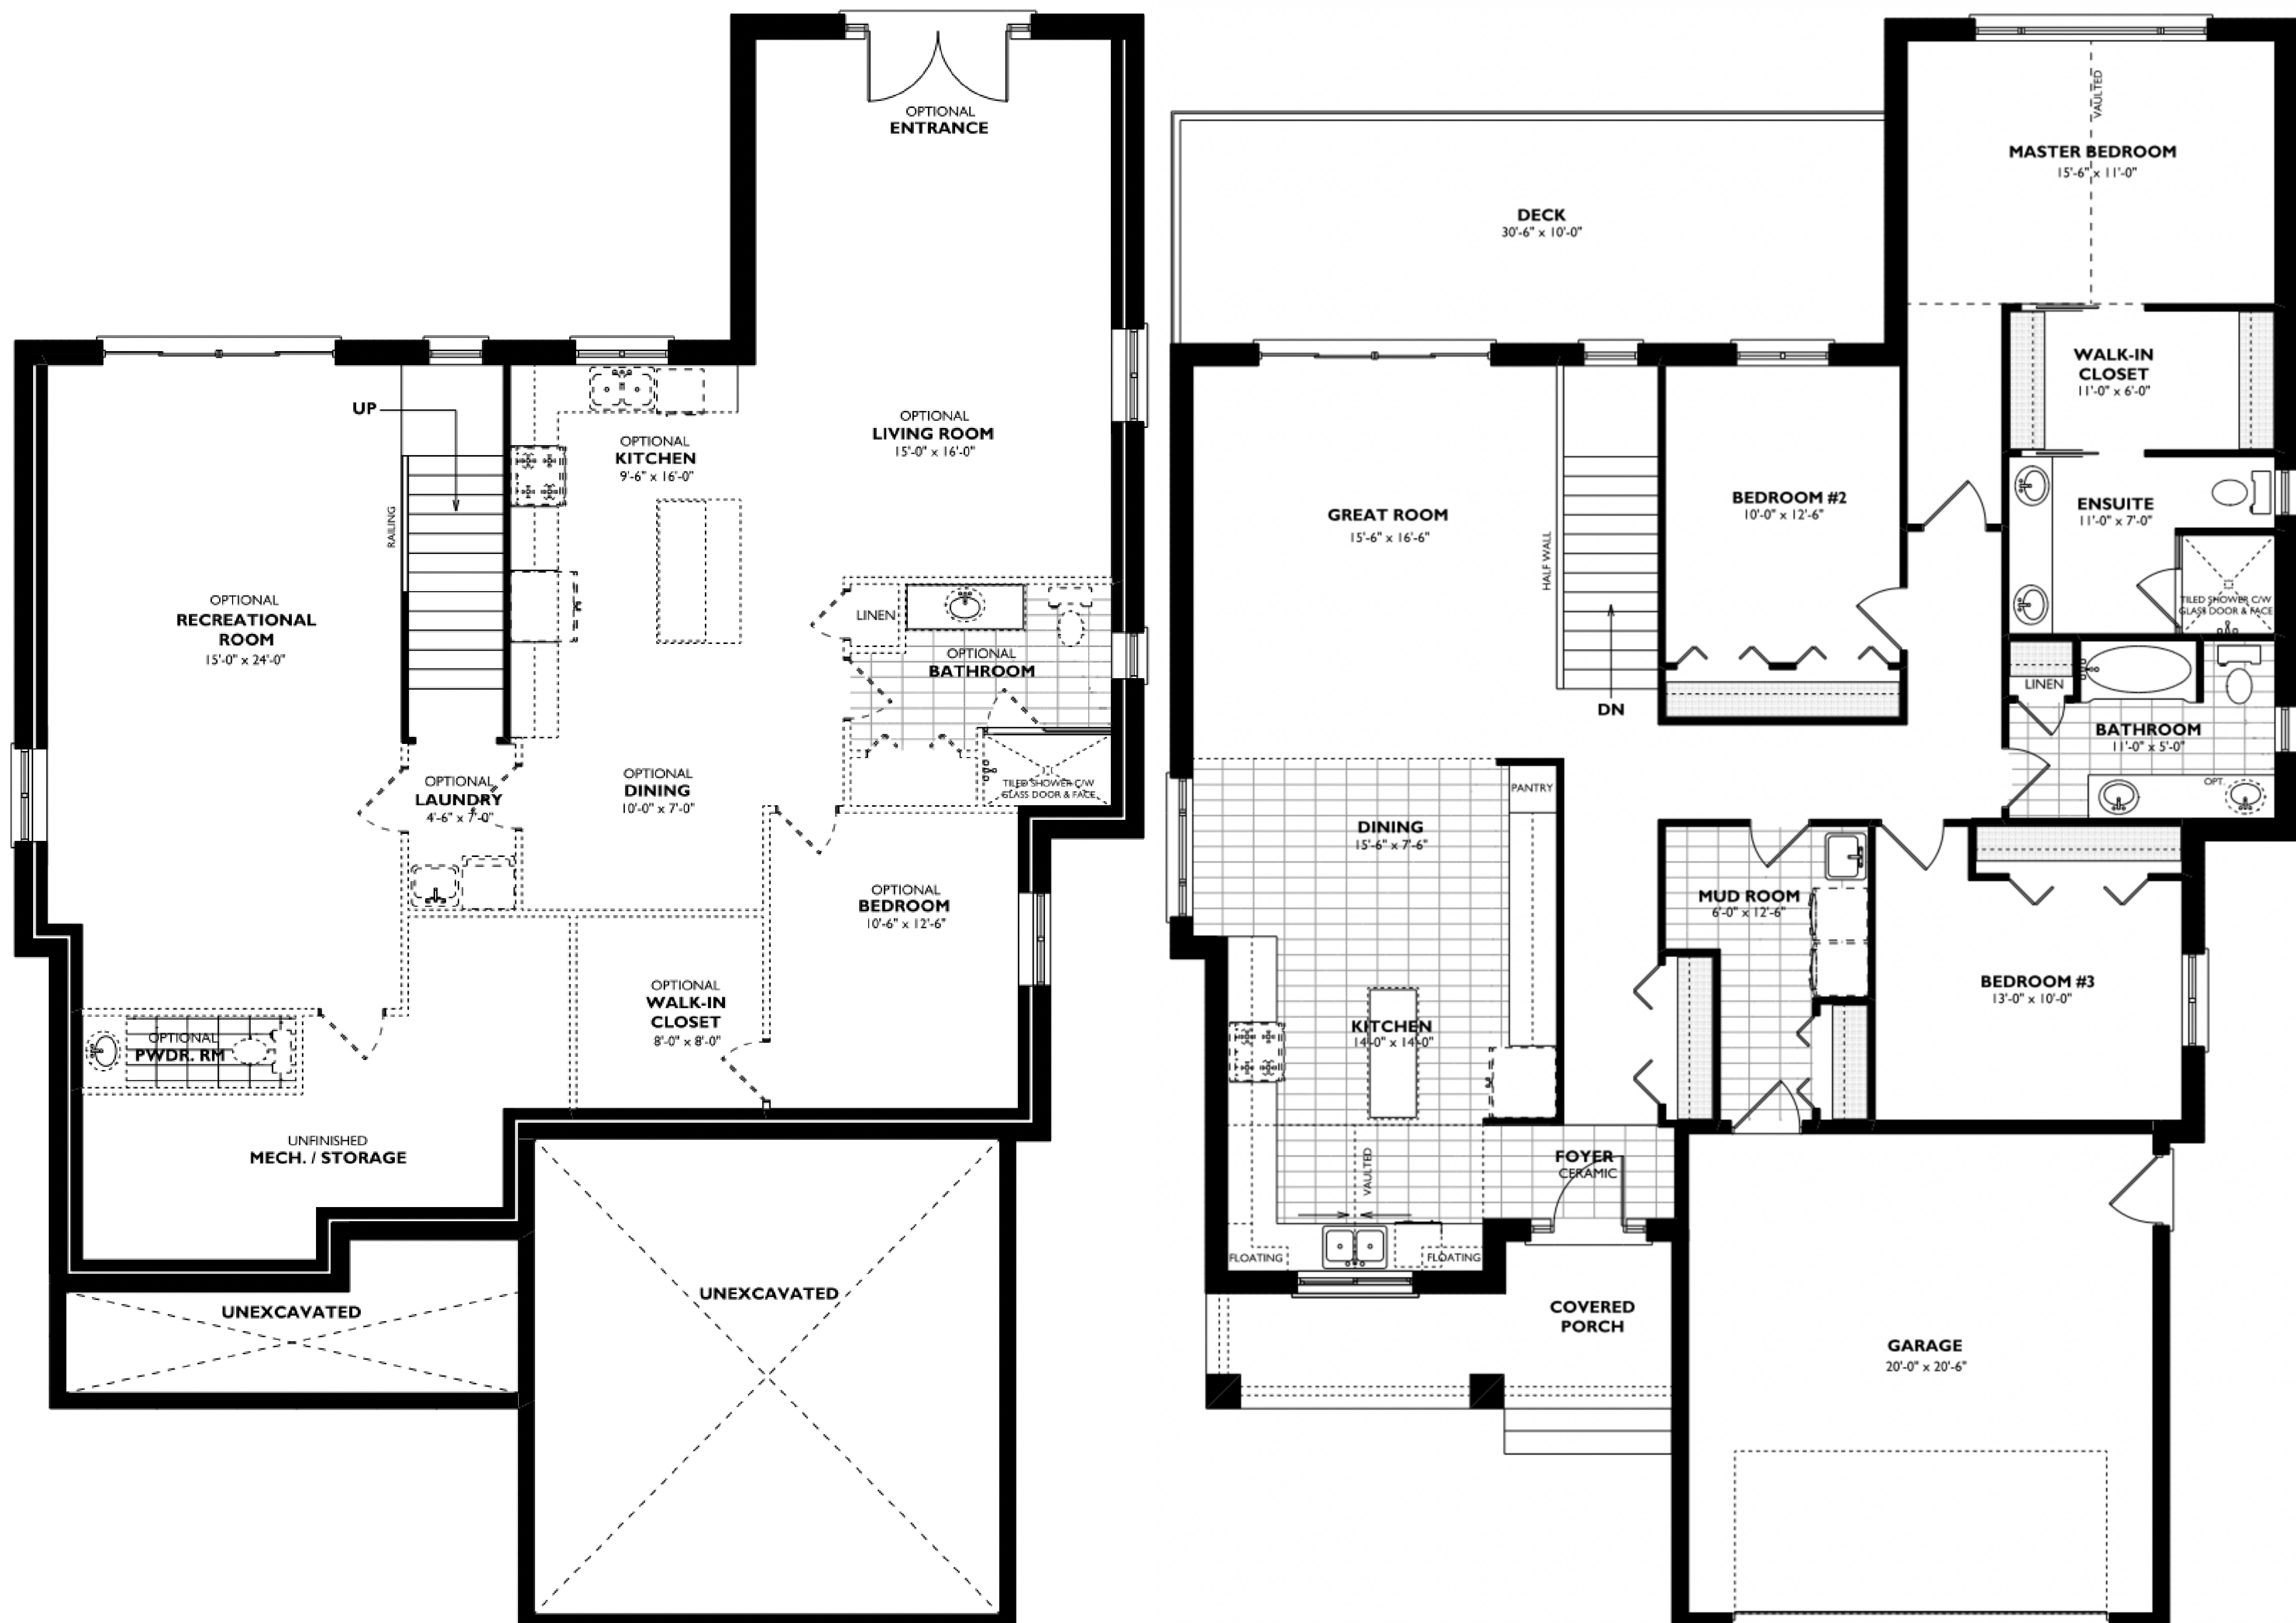 OPTIONAL
ENTRANCE
UP
OPTIONAL
KITCHEN
9'-6" x 16'-0"
OPTIONAL
LIVING ROOM
15'-0" x 16'-0"
RAILING
OPTIONAL
RECREATIONAL
ROOM
15'-0" x 24'-0"
LINEN
OPTIONAL
BATHROOM
OPTIONAL
LAUNDRY
4'-6" x 7'-0"
OPTIONAL
DINING
10'-0" x 7'-0"
TILED SHOWER C/W
GLASS DOOR & FACE
OPTIONAL
BEDROOM
10'-6" x 12'-6"
OPTIONAL
WALK-IN
CLOSET
8'-0" x 8'-0"
OPTIONAL
PWDR. RM
UNFINISHED
MECH. / STORAGE
UNEXCAVATED
UNEXCAVATED
VAULTED
MASTER BEDROOM
15'-6" x 11'-0"
DECK
30'-6" x 10'-0"
WALK-IN
CLOSET
11'-0" x 6'-0"
BEDROOM #2
10'-0" x 12'-6"
ENSUITE
11'-0" x 7'-0"
GREAT ROOM
15'-6" x 16'-6"
HALF WALL
TILED SHOWER C/W
GLASS DOOR & FACE
DN
LINEN
BATHROOM
11'-0" x 5'-0"
OPT.
PANTRY
DINING
15'-6" x 7'-6"
MUD ROOM
6'-0" x 12'-6"
BEDROOM #3
13'-0" x 10'-0"
KITCHEN
14'-0" x 14'-0"
FOYER
CERAMIC
VAULTED
FLOATING
FLOATING
COVERED
PORCH
GARAGE
20'-0" x 20'-6"